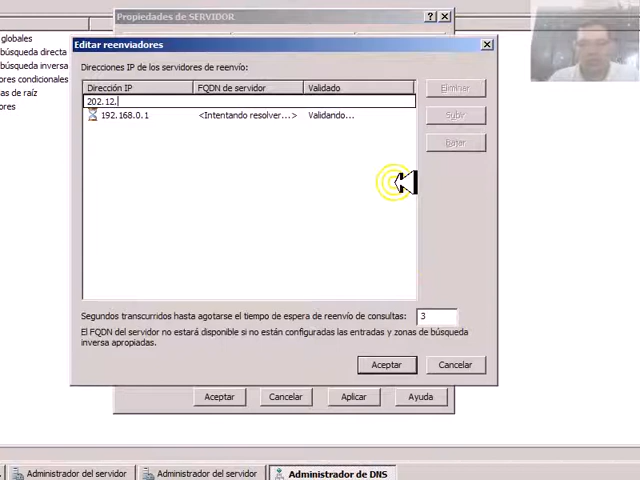 Propiedades de SERVIDOR
globales
búsqueda directa
búsqueda inversa
ores condicionales
as de raíz
ores
Editar reenviadores
Direcciones IP de los servidores de reenvío:
Dirección IP FQDN de servidor Validado
202.12.
192.168.0.1 <Intentando resolver...> Validando...
Eliminar
Subir
Bajar
Segundos transcurridos hasta agotarse el tiempo de espera de reenvío de consultas: 3
El FQDN del servidor no estará disponible si no están configuradas las entradas y zonas de búsqueda
inversa apropiadas.
Aceptar Cancelar
Aceptar Cancelar Aplicar Ayuda
Administrador del servidor Administrador del servidor Administrador de DNS